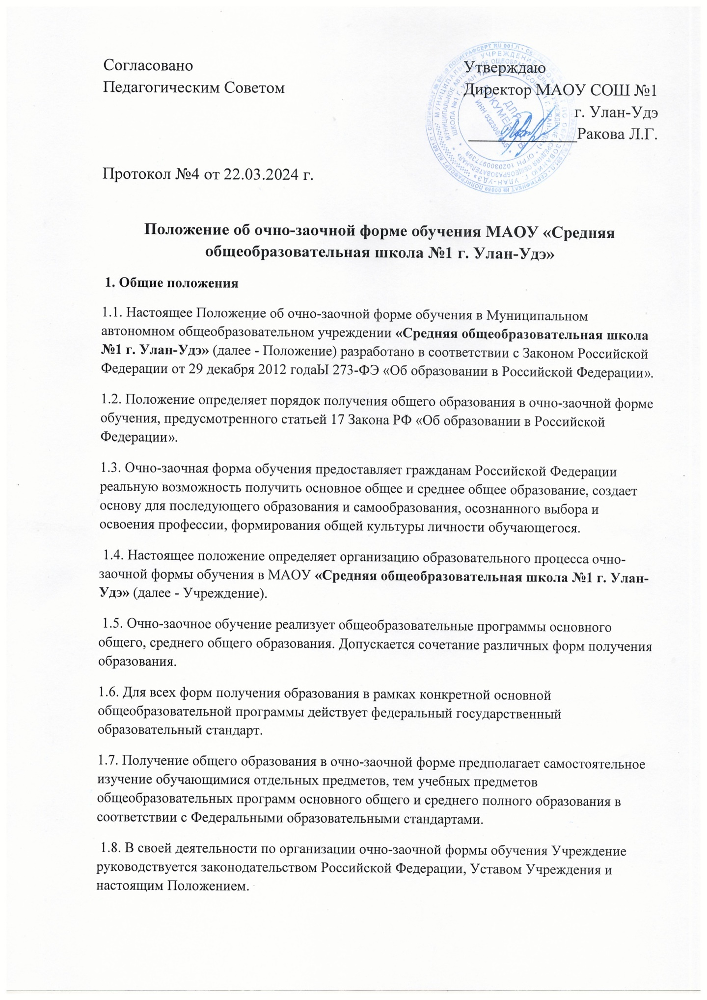 Согласовано
Педагогическим Советом
Протокол №4 от 22.03.2024 г.
Утверждаю
Директор МАОУ СОШ №1
г. Улан-Удэ
Ракова Л.Г.
ДЛЯ
Положение об очно-заочной форме обучения МАОУ «Средняя
общеобразовательная школа №1 г. Улан-Удэ»
1. Общие положения
1.1. Настоящее Положение об очно-заочной форме обучения в Муниципальном
автономном общеобразовательном учреждении «Средняя общеобразовательная школа
№1 г. Улан-Удэ» (далее - Положение) разработано в соответствии с Законом Российской
Федерации от 29 декабря 2012 годаЫ 273-ФЭ «Об образовании в Российской Федерации».
1.2. Положение определяет порядок получения общего образования в очно-заочной форме
обучения, предусмотренного статьей 17 Закона РФ «Об образовании в Российской
Федерации».
1.3. Очно-заочная форма обучения предоставляет гражданам Российской Федерации
реальную возможность получить основное общее и среднее общее образование, создает
основу для последующего образования и самообразования, осознанного выбора и
освоения профессии, формирования общей культуры личности обучающегося.
1.4. Настоящее положение определяет организацию образовательного процесса очно-
заочной формы обучения в МАОУ «Средняя общеобразовательная школа №1 г. Улан-
Удэ» (далее - Учреждение).
1.5. Очно-заочное обучение реализует общеобразовательные программы основного
общего, среднего общего образования. Допускается сочетание различных форм получения
образования.
1.6. Для всех форм получения образования в рамках конкретной основной
общеобразовательной программы действует федеральный государственный
образовательный стандарт.
1.7. Получение общего образования в очно-заочной форме предполагает самостоятельное
изучение обучающимися отдельных предметов, тем учебных предметов
общеобразовательных программ основного общего и среднего полного образования в
соответствии с Федеральными образовательными стандартами.
1.8. В своей деятельности по организации очно-заочной формы обучения Учреждение
руководствуется законодательством Российской Федерации, Уставом Учреждения и
настоящим Положением.